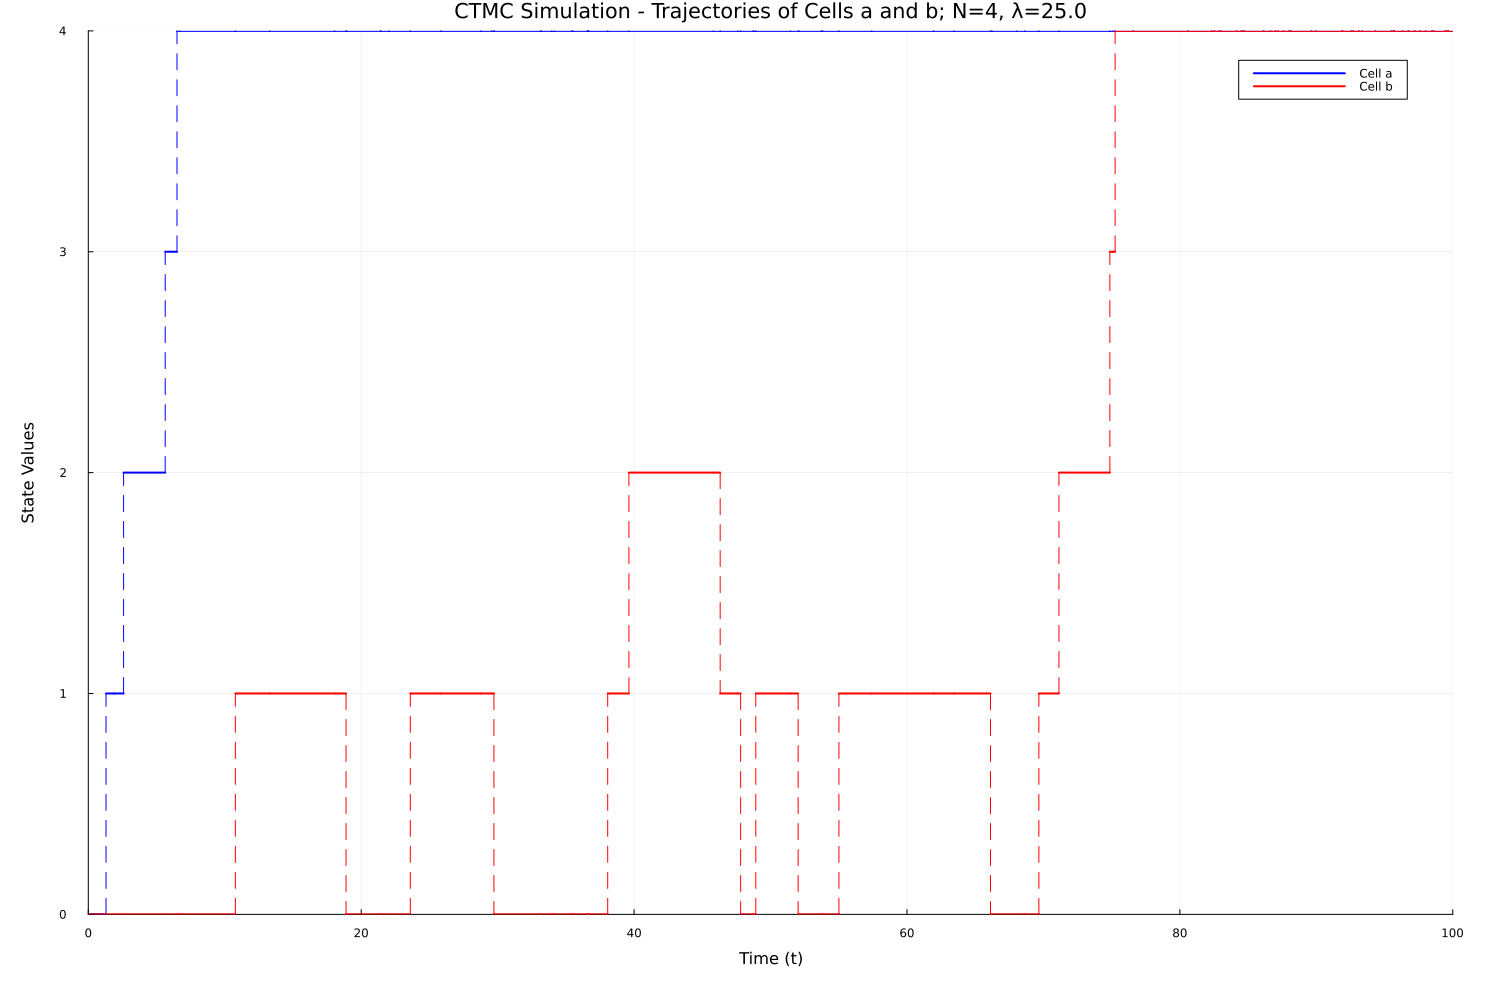 CTMC Simulation - Trajectories of Cells a and b; N=4, λ=25.0
4
Cell a
Cell b
3
State Values
2
1
0
0 20 40 60 80 100
Time (t)